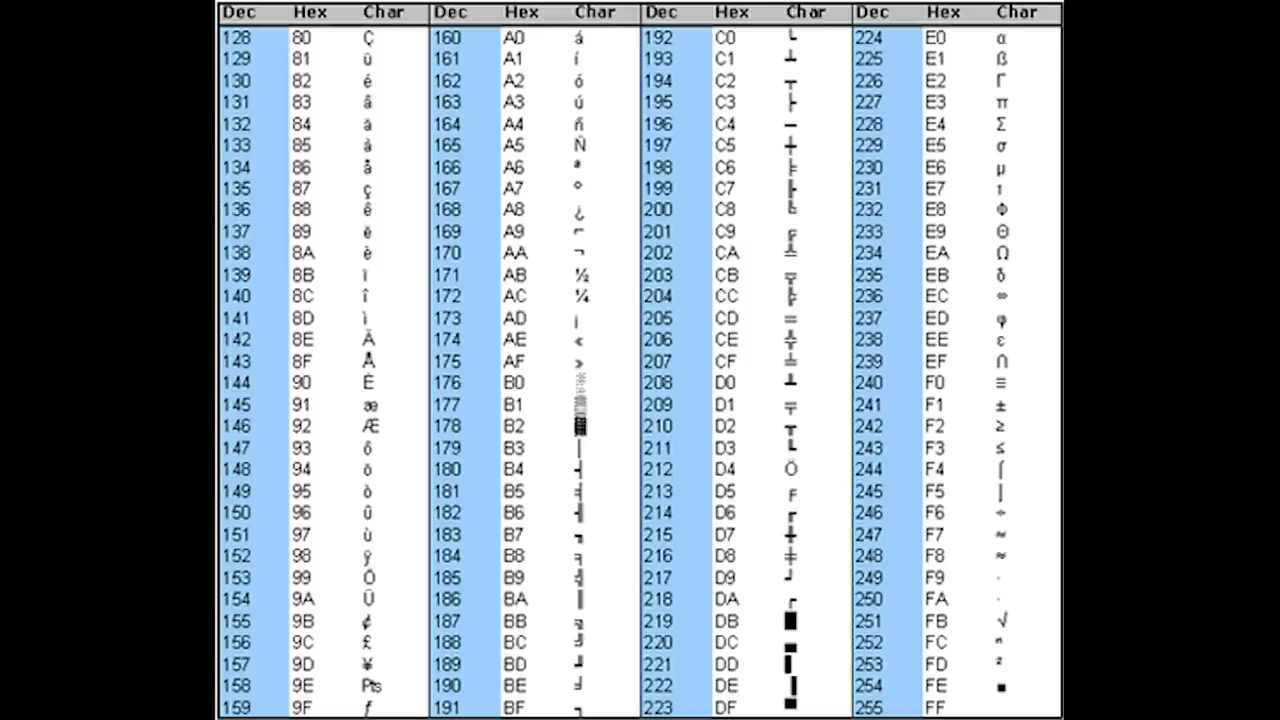 Dec Hex Char Dec Hex Char Dec Hex Char Dec Hex Char
128 80 Ç 160 A0 á 192 C0 └ 224 E0 α
129 81 ü 161 A1 í 193 C1 ┴ 225 E1 ß
130 82 é 162 A2 ó 194 C2 ┬ 226 E2 Γ
131 83 â 163 A3 ú 195 C3 ├ 227 E3 π
132 84 ä 164 A4 ñ 196 C4 ─ 228 E4 Σ
133 85 à 165 A5 Ñ 197 C5 ┼ 229 E5 σ
134 86 å 166 A6 ª 198 C6 ╞ 230 E6 µ
135 87 ç 167 A7 º 199 C7 ╟ 231 E7 τ
136 88 ê 168 A8 ¿ 200 C8 ╚ 232 E8 Φ
137 89 ë 169 A9 ⌐ 201 C9 ╔ 233 E9 Θ
138 8A è 170 AA ¬ 202 CA ╩ 234 EA Ω
139 8B ï 171 AB ½ 203 CB ╦ 235 EB δ
140 8C î 172 AC ¼ 204 CC ╠ 236 EC ∞
141 8D ì 173 AD ¡ 205 CD ═ 237 ED φ
142 8E Ä 174 AE « 206 CE ╬ 238 EE ε
143 8F Å 175 AF » 207 CF ╧ 239 EF ∩
144 90 É 176 B0 ░ 208 D0 ╨ 240 F0 ≡
145 91 æ 177 B1 ▒ 209 D1 ╤ 241 F1 ±
146 92 Æ 178 B2 ▓ 210 D2 ╥ 242 F2 ≥
147 93 ô 179 B3 │ 211 D3 ╙ 243 F3 ≤
148 94 ö 180 B4 ┤ 212 D4 Ö 244 F4 ⌠
149 95 ò 181 B5 ╡ 213 D5 ╒ 245 F5 ⌡
150 96 û 182 B6 ╢ 214 D6 ╓ 246 F6 ÷
151 97 ù 183 B7 ╖ 215 D7 ╫ 247 F7 ≈
152 98 ÿ 184 B8 ╕ 216 D8 ╪ 248 F8 ≈
153 99 Ö 185 B9 ╣ 217 D9 ┘ 249 F9 ·
154 9A Ü 186 BA ║ 218 DA ┌ 250 FA ·
155 9B ¢ 187 BB ╗ 219 DB █ 251 FB √
156 9C £ 188 BC ╝ 220 DC ▄ 252 FC ⁿ
157 9D ¥ 189 BD ╜ 221 DD ▌ 253 FD ²
158 9E Pts 190 BE ╛ 222 DE ▐ 254 FE ■
159 9F ƒ 191 BF ┐ 223 DF ▀ 255 FF